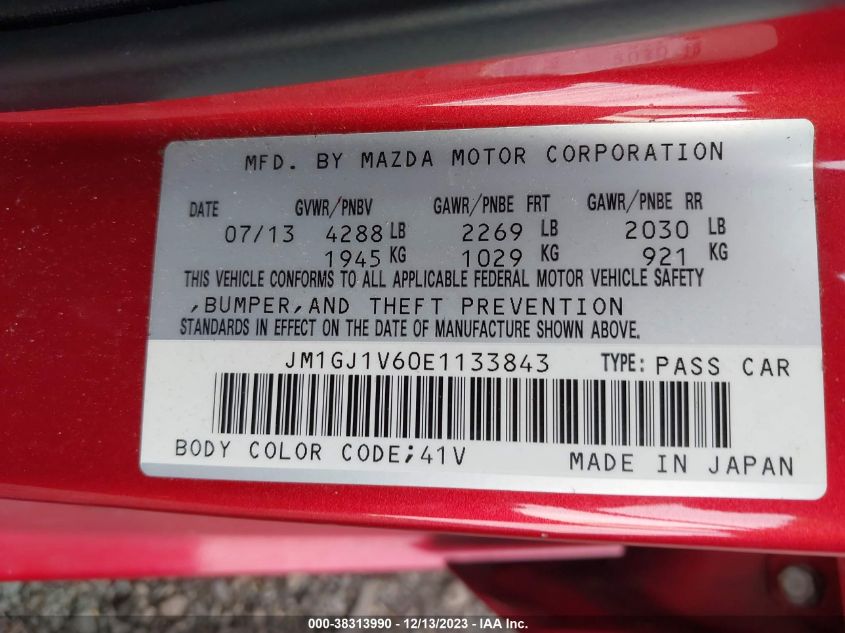 MFD. BY MAZDA MOTOR CORPORATION
DATE GVWR/PNBV GAWR/PNBE FRT GAWR/PNBE RR
07/13 4288 LB 2269 LB 2030 LB
1945 KG 1029 KG 921 KG
THIS VEHICLE CONFORMS TO ALL APPLICABLE FEDERAL MOTOR VEHICLE SAFETY
,BUMPER,AND THEFT PREVENTION
STANDARDS IN EFFECT ON THE DATE OF MANUFACTURE SHOWN ABOVE.
JM1GJ1V60E1133843 TYPE: PASS CAR
BODY COLOR CODE;41V MADE IN JAPAN
000-38313990 - 12/13/2023 - IAA Inc.